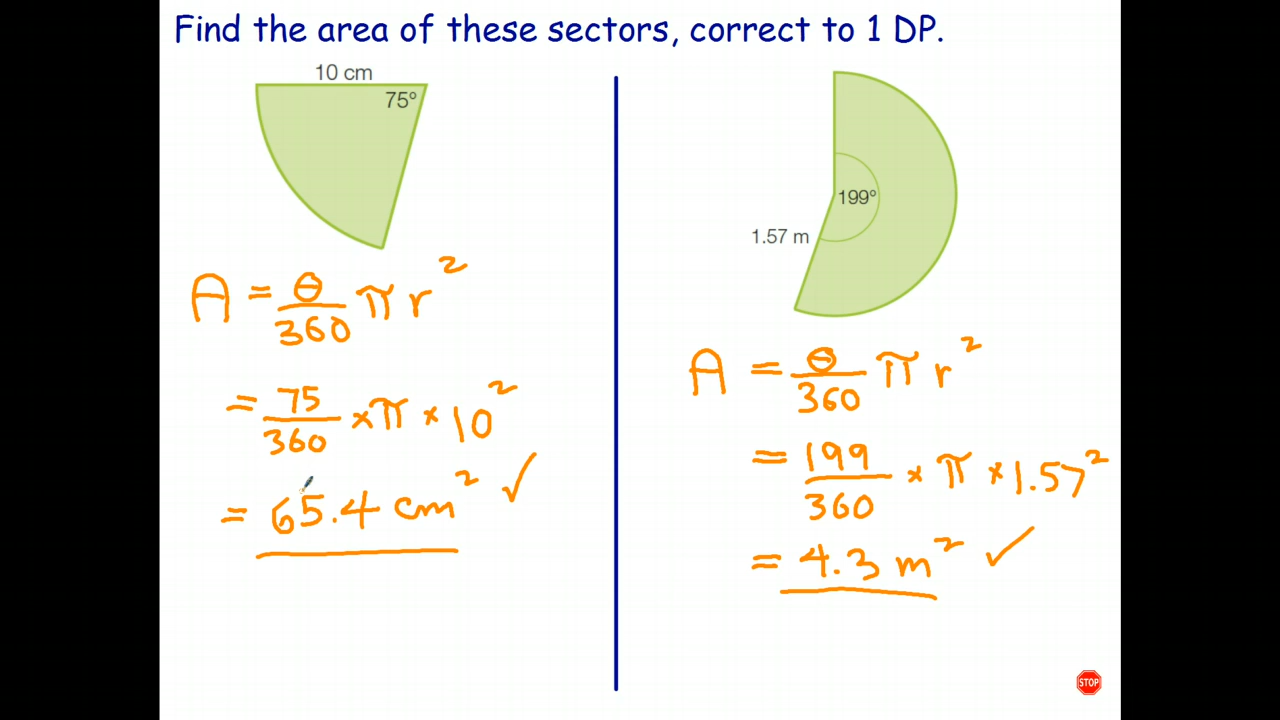 Find the area of these sectors, correct to 1 DP.
10 cm
75°
A = θ/360 π r²
= 75/360 × π × 10²
= 65.4 cm² ✓
199°
1.57 m
A = θ/360 π r²
= 199/360 × π × 1.57²
= 4.3 m² ✓
STOP